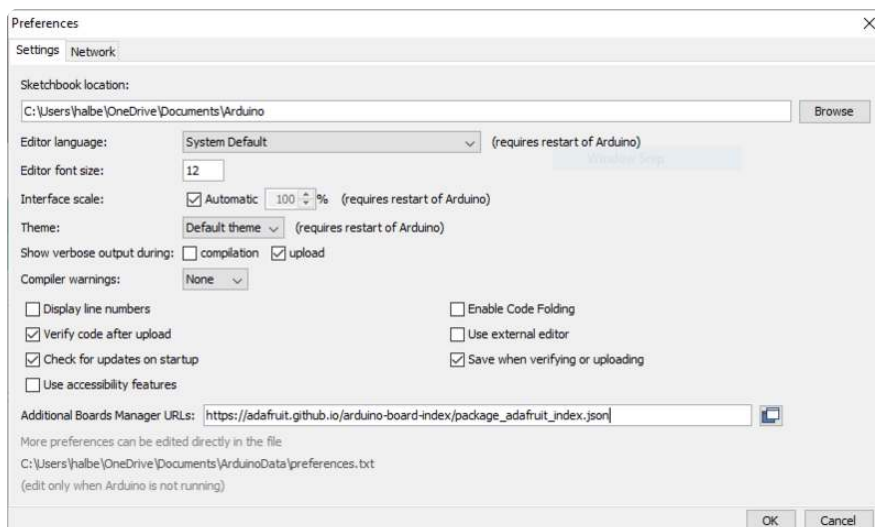 Preferences
Settings Network
Sketchbook location:
C:\Users\halbe\OneDrive\Documents\Arduino Browse
Editor language: System Default (requires restart of Arduino)
Window Snip
Editor font size: 12
Interface scale: Automatic 100 % (requires restart of Arduino)
Theme: Default theme (requires restart of Arduino)
Show verbose output during: compilation upload
Compiler warnings: None
Display line numbers Enable Code Folding
Verify code after upload Use external editor
Check for updates on startup Save when verifying or uploading
Use accessibility features
Additional Boards Manager URLs: https://adafruit.github.io/arduino-board-index/package_adafruit_index.json
More preferences can be edited directly in the file
C:\Users\halbe\OneDrive\Documents\ArduinoData\preferences.txt
(edit only when Arduino is not running)
OK Cancel